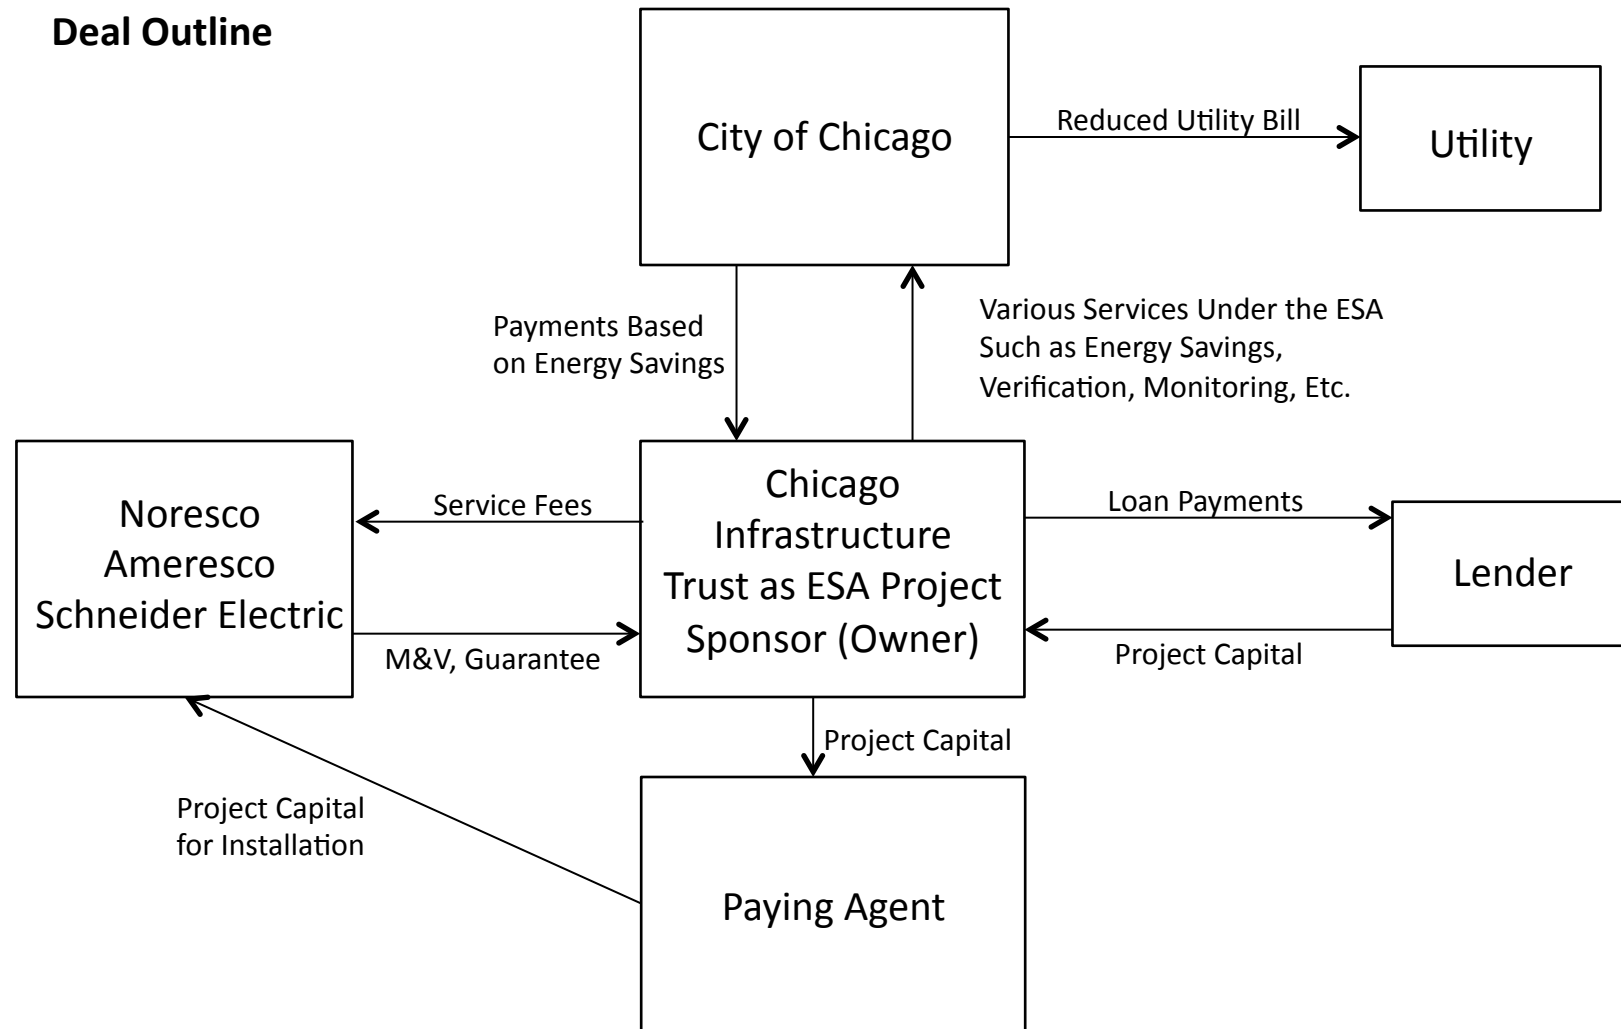 Deal Outline
City of Chicago
Reduced Utility Bill
Utility
Payments Based
on Energy Savings
Various Services Under the ESA
Such as Energy Savings,
Verification, Monitoring, Etc.
Noresco
Ameresco
Schneider Electric
Service Fees
M&V, Guarantee
Chicago
Infrastructure
Trust as ESA Project
Sponsor (Owner)
Loan Payments
Project Capital
Lender
Project Capital
Project Capital
for Installation
Paying Agent